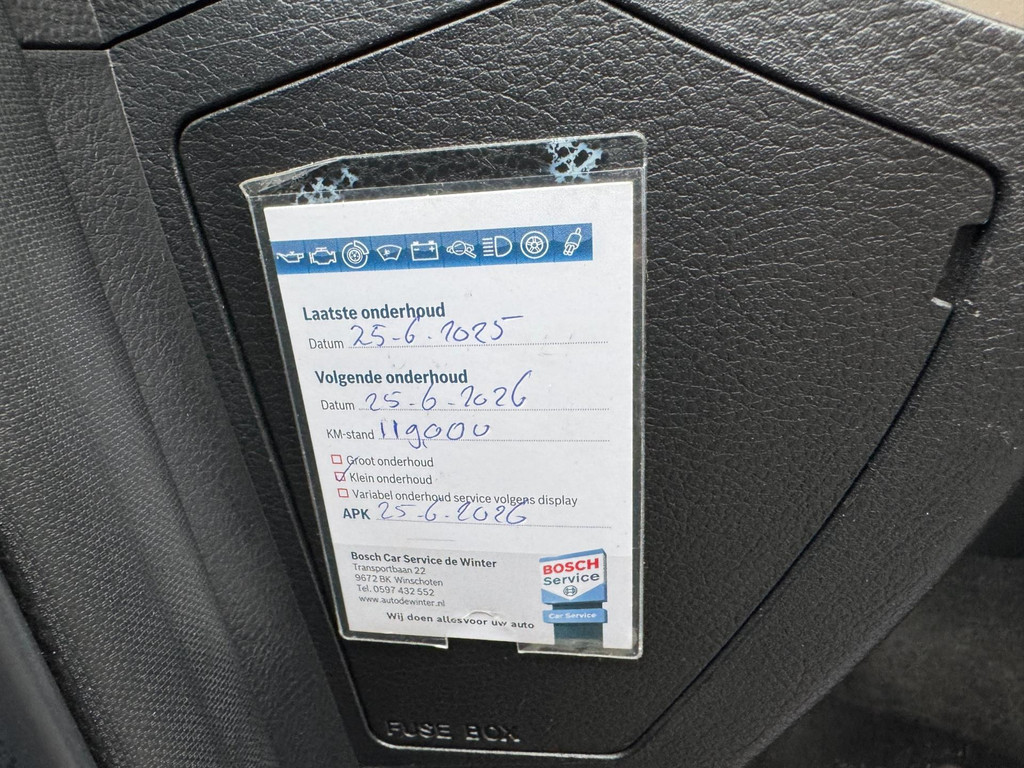 Laatste onderhoud
Datum 25-6-2025
Volgende onderhoud
Datum 25-6-2026
KM-stand 119,000
Groot onderhoud
Klein onderhoud
Variabel onderhoud service volgens display
APK 25-6-2026
Bosch Car Service de Winter
Transportbaan 22
9672 BK Winschoten
Tel. 0597 432 552
www.autodewinter.nl
Wij doen alles voor uw auto
BOSCH
Service
Car Service
FUSE BOX